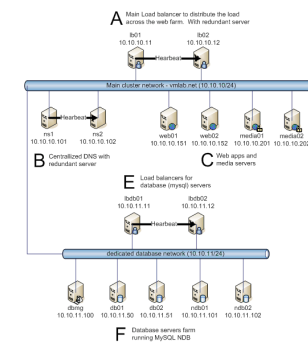 A Main Load balancer to distribute the load
across the web farm. With redundant server
lb01 lb02
10.10.10.11 10.10.10.12
Hearbeat
Main cluster network - vmlab.net (10.10.10/24)
Hearbeat
ns1 ns2 web01 web02 media01 media02
10.10.10.101 10.10.10.102 10.10.10.151 10.10.10.152 10.10.10.201 10.10.10.202
B Centrallized DNS with
redundant server
C Web apps and
media servers
E Load balancers for
database (mysql) servers
lbdb01 lbdb02
10.10.11.11 10.10.11.12
Hearbeat
dedicated database network (10.10.11/24)
dbmg db01 db02 ndb01 ndb02
10.10.11.100 10.10.11.50 10.10.11.51 10.10.11.101 10.10.11.102
F Database servers farm
running MySQL NDB